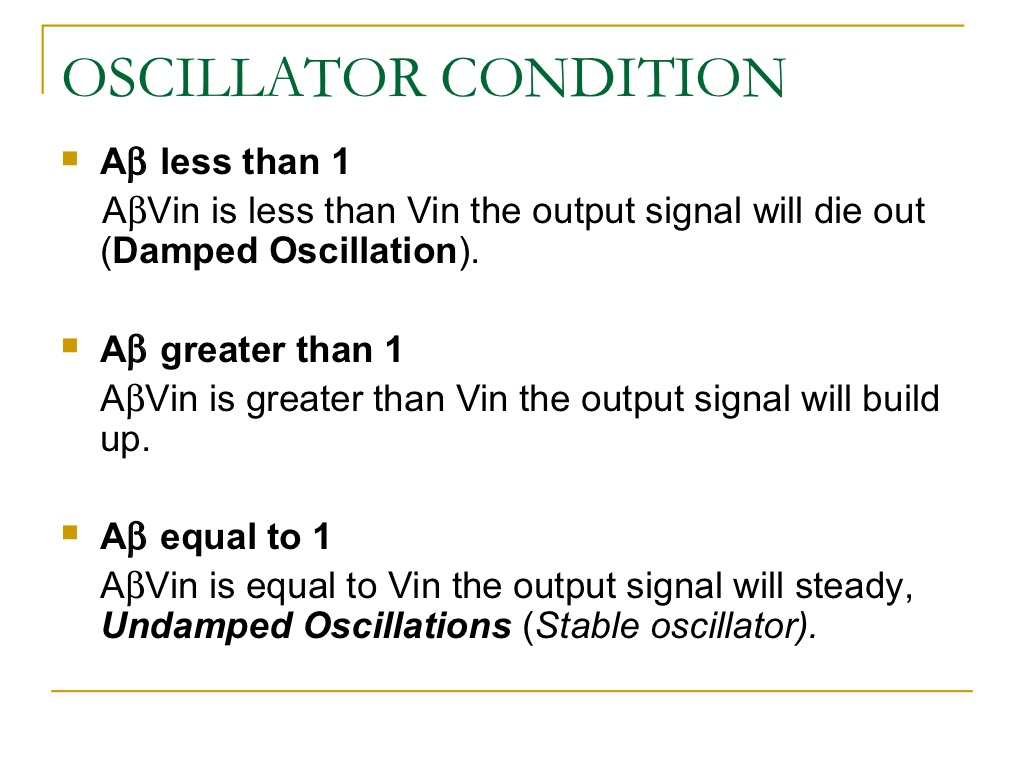 OSCILLATOR CONDITION
Aβ less than 1
AβVin is less than Vin the output signal will die out
(Damped Oscillation).
Aβ greater than 1
AβVin is greater than Vin the output signal will build
up.
Aβ equal to 1
AβVin is equal to Vin the output signal will steady,
Undamped Oscillations (Stable oscillator).